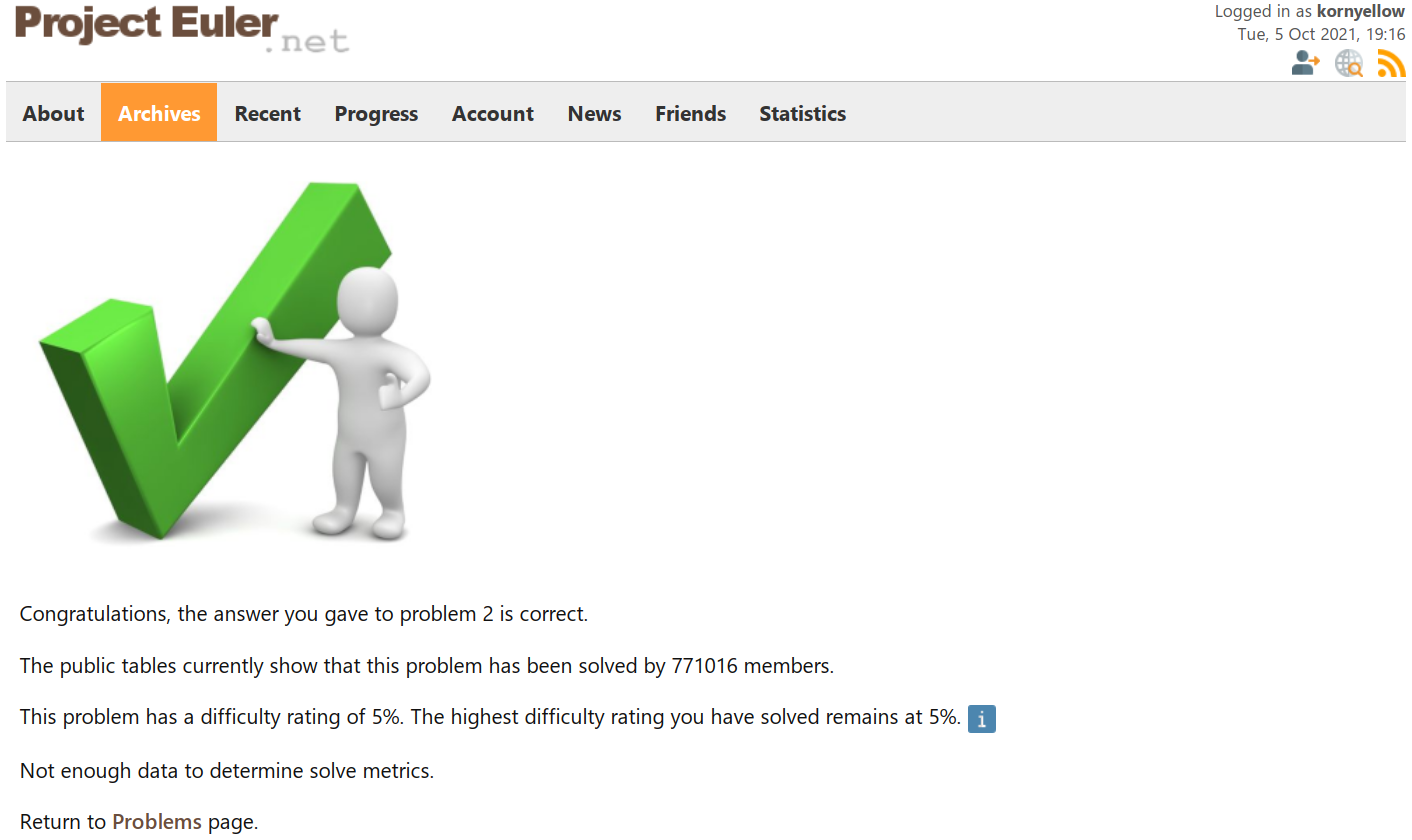 Project Euler
.net
Logged in as kornyellow
Tue, 5 Oct 2021, 19:16
About Archives Recent Progress Account News Friends Statistics
Congratulations, the answer you gave to problem 2 is correct.
The public tables currently show that this problem has been solved by 771016 members.
This problem has a difficulty rating of 5%. The highest difficulty rating you have solved remains at 5%. i
Not enough data to determine solve metrics.
Return to Problems page.